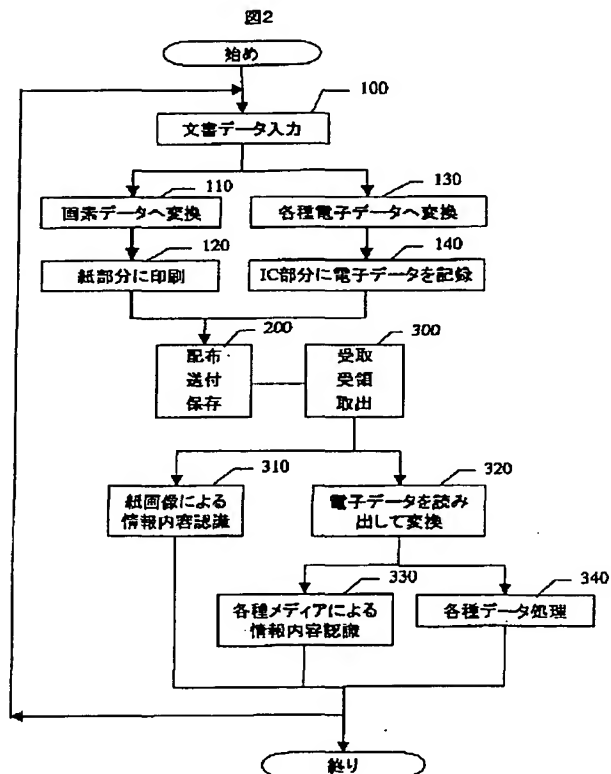 図2
始め
100
文書データ入力
110
130
画素データへ変換
各種電子データへ変換
120
140
紙部分に印刷
IC部分に電子データを記録
200
300
配布
送付
保存
受取
受領
取出
310
320
紙画像による
情報内容認識
電子データを読み
出して変換
330
340
各種メディアによる
情報内容認識
各種データ処理
終り